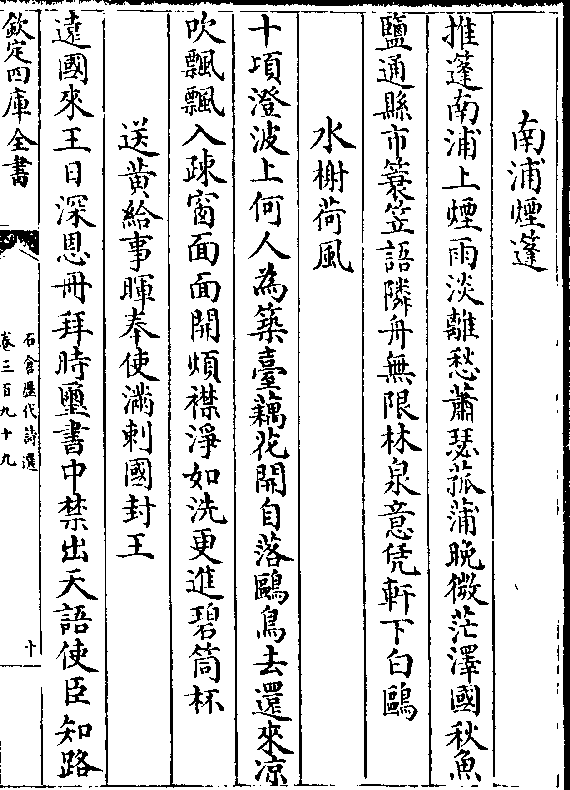 南浦煙蓬
推蓬南浦上煙雨淡離愁蕭瑟菰蒲晚微茫澤國秋魚
鹽通縣市簑笠語隣舟無限林泉意凭軒下白鷗
水榭荷風
十項澄波上何人為築臺藕花開自落鷗鳥去還來凉
吹飄飄入疎窗面面開煩襟淨如洗更進碧筒杯
送黄給事暉奉使滿剌國封王
遠國來王日深恩冊拜時璽書中禁出天語使臣知路
欽定四庫全書
石倉歷代詩選
卷三百九十九
十